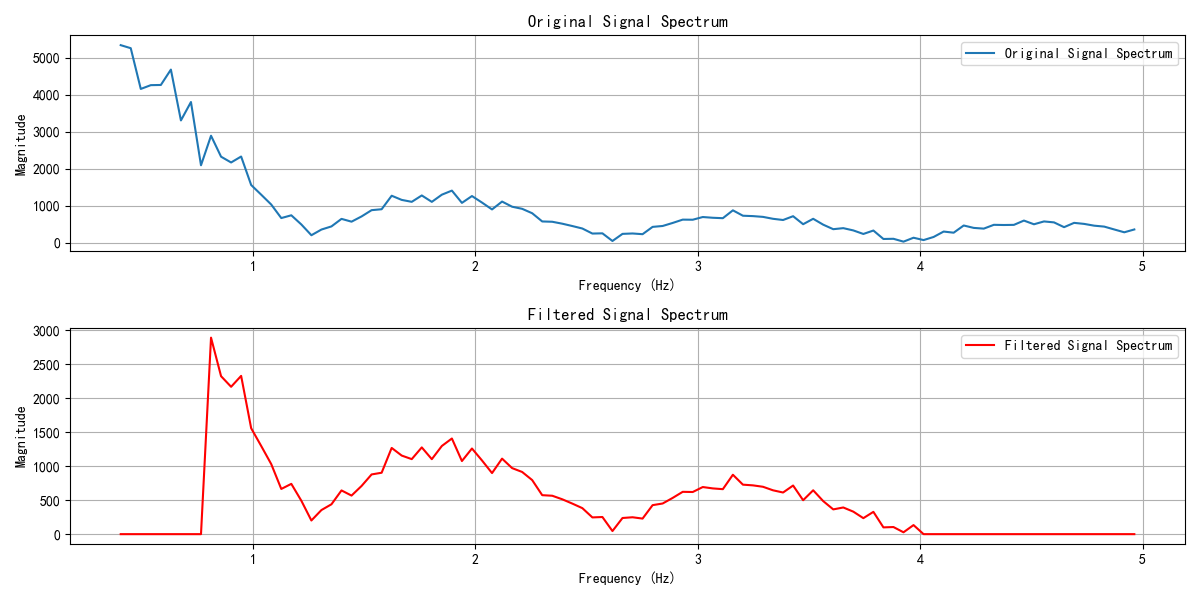 Original Signal Spectrum
Original Signal Spectrum
5000
4000
3000
2000
1000
0
Magnitude
1 2 3 4 5
Frequency (Hz)
Filtered Signal Spectrum
Filtered Signal Spectrum
3000
2500
2000
1500
1000
500
0
Magnitude
1 2 3 4 5
Frequency (Hz)